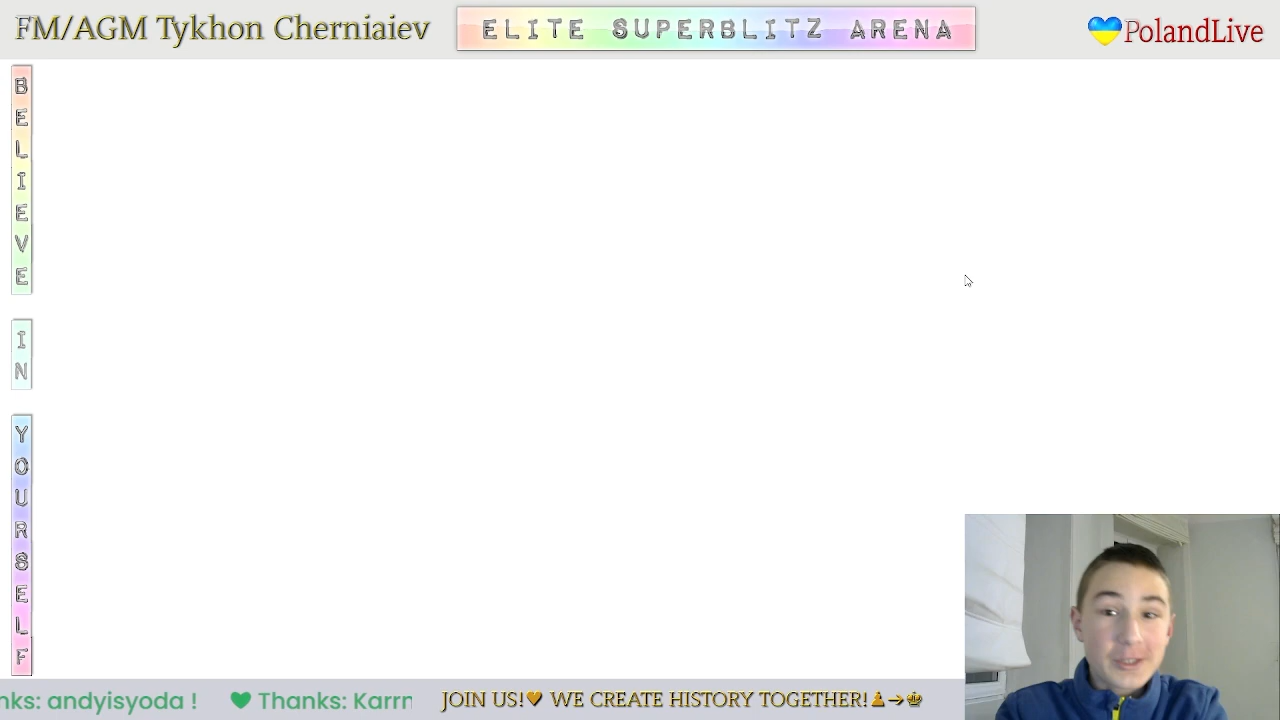 FM/AGM Tykhon Cherniaiev
ELITE SUPERBLITZ ARENA
PolandLive
BELIEVE
IN
YOURSELF
nks: andyisyoda ! 💚 Thanks: Karrr
JOIN US!🧡 WE CREATE HISTORY TOGETHER!♟➔♚